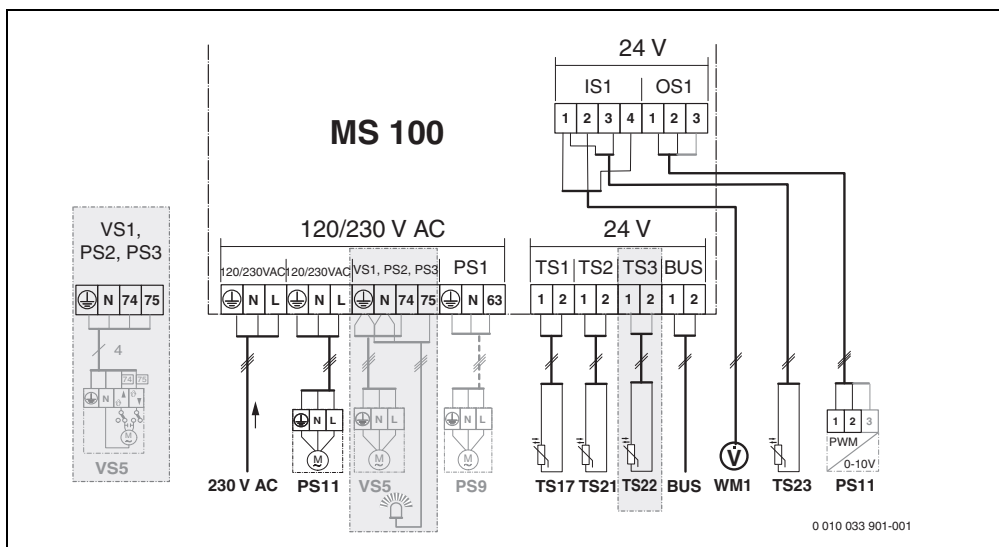 24 V
IS1 OS1
1 2 3 4 1 2 3
MS 100
VS1,
PS2, PS3
N 74 75
4
74 75
N
M
VS5
120/230 V AC
120/230VAC 120/230VAC VS1, PS2, PS3 PS1
N L N L N 74 75 N 63
24 V
TS1 TS2 TS3 BUS
1 2 1 2 1 2 1 2
N L
M
N L
M
N L
M
V̇
1 2 3
PWM
0-10V
230 V AC PS11 VS5 PS9 TS17 TS21 TS22 BUS WM1 TS23 PS11
0 010 033 901-001